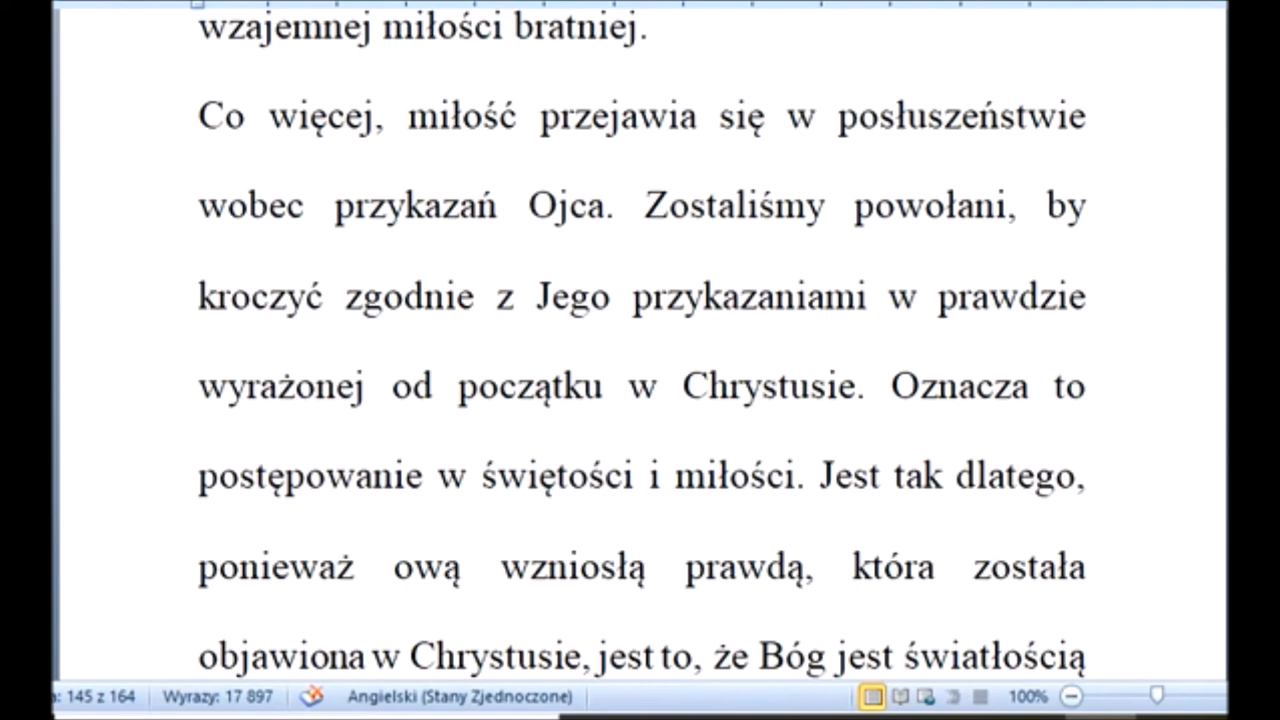 wzajemnej miłości bratniej.
Co więcej, miłość przejawia się w posłuszeństwie
wobec przykazań Ojca. Zostaliśmy powołani, by
kroczyć zgodnie z Jego przykazaniami w prawdzie
wyrażonej od początku w Chrystusie. Oznacza to
postępowanie w świętości i miłości. Jest tak dlatego,
ponieważ ową wzniosłą prawdą, która została
objawiona w Chrystusie, jest to, że Bóg jest światłością
: 145 z 164 Wyrazy: 17 897 Angielski (Stany Zjednoczone) 100%